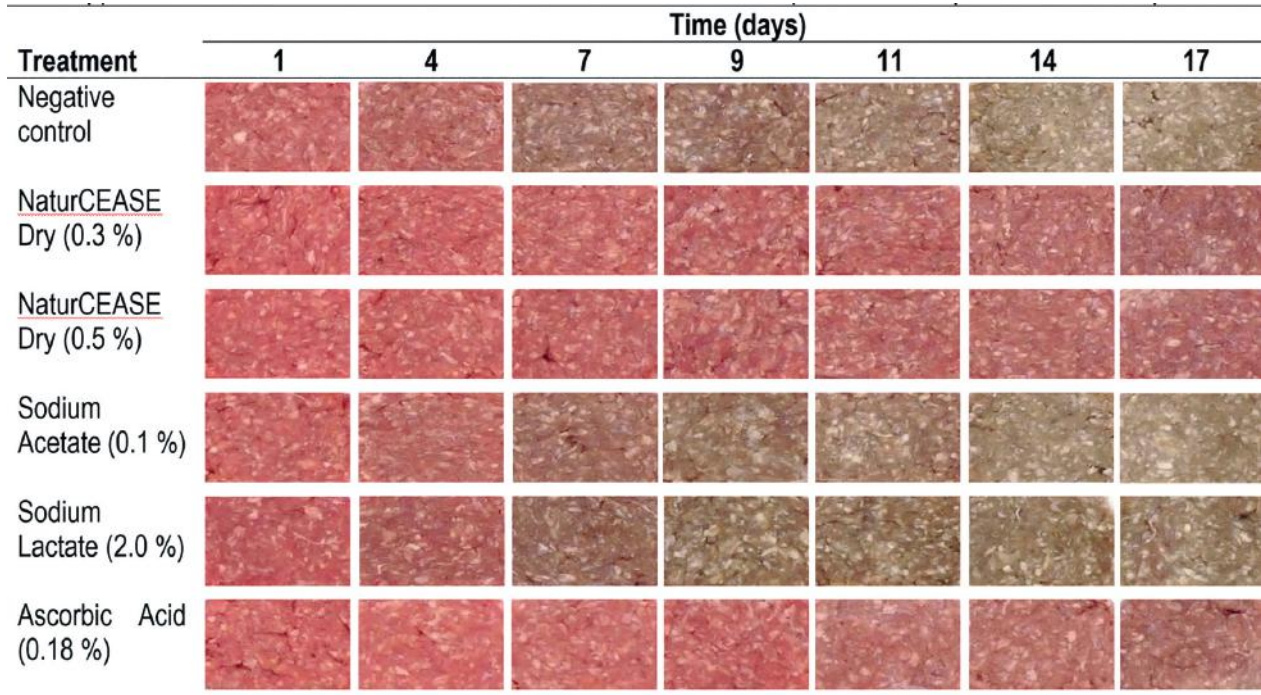 Time (days)
Treatment 1 4 7 9 11 14 17
Negative
control
NaturCEASE
Dry (0.3 %)
NaturCEASE
Dry (0.5 %)
Sodium
Acetate (0.1 %)
Sodium
Lactate (2.0 %)
Ascorbic Acid
(0.18 %)